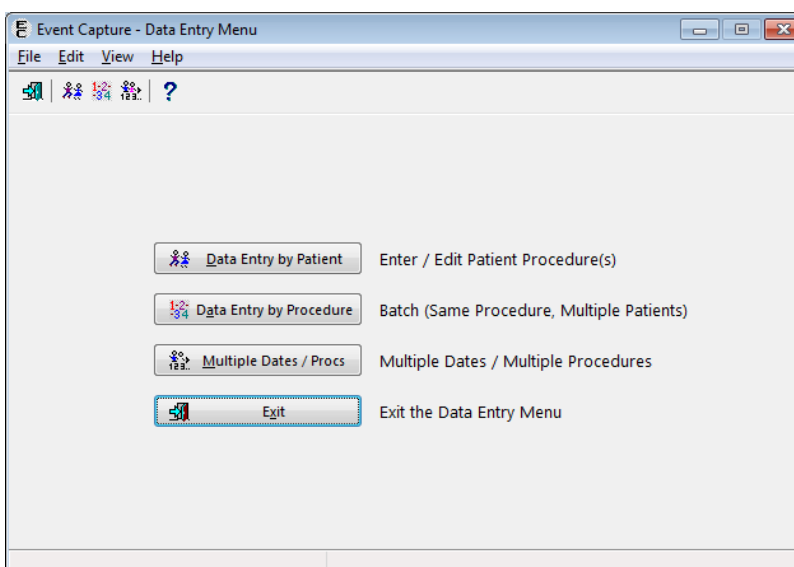 Event Capture - Data Entry Menu
File Edit View Help
Data Entry by Patient Enter / Edit Patient Procedure(s)
Data Entry by Procedure Batch (Same Procedure, Multiple Patients)
Multiple Dates / Procs Multiple Dates / Multiple Procedures
Exit Exit the Data Entry Menu